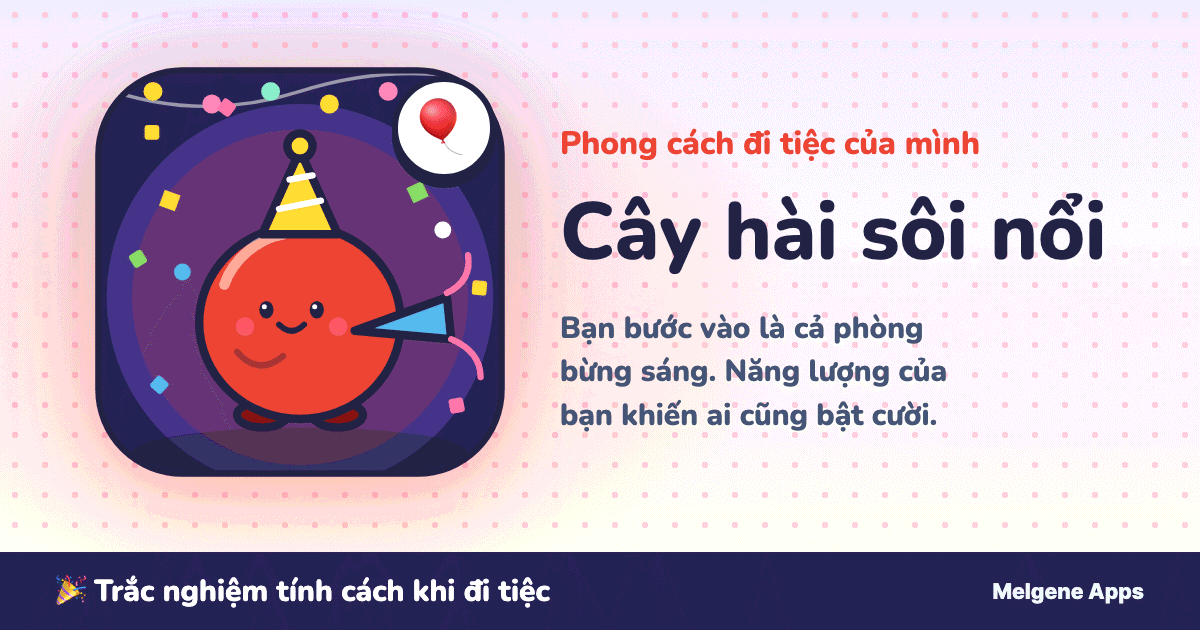 Phong cách đi tiệc của mình
Cây hài sôi nổi
Bạn bước vào là cả phòng
bừng sáng. Năng lượng của
bạn khiến ai cũng bật cười.
🎉 Trắc nghiệm tính cách khi đi tiệc
Melgene Apps